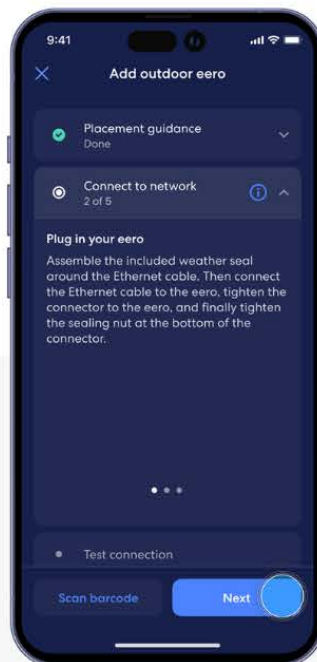 9:41
Add outdoor eero
Placement guidance
Done
Connect to network
2 of 5
Plug in your eero
Assemble the included weather seal
around the Ethernet cable. Then connect
the Ethernet cable to the eero, tighten the
connector to the eero, and finally tighten
the sealing nut at the bottom of the
connector.
Test connection
Scan barcode
Next